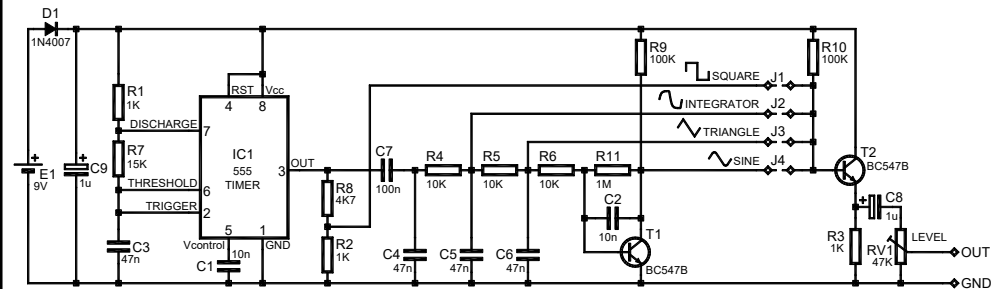 D1
1N4007
R9
100K
R10
100K
SQUARE
J1
RST
Vcc
4
8
R1
1K
INTEGRATOR
J2
DISCHARGE
7
TRIANGLE
J3
R7
15K
IC1
555
TIMER
OUT
3
C7
100n
R4
10K
R5
10K
R6
10K
R11
1M
SINE
J4
T2
BC547B
+
E1
9V
+
C9
1u
THRESHOLD
6
R8
4K7
C2
10n
+
C8
1u
TRIGGER
2
5
1
Vcontrol
GND
T1
BC547B
R3
1K
LEVEL
RV1
47K
OUT
C3
47n
10n
C1
R2
1K
C4
47n
C5
47n
C6
47n
GND